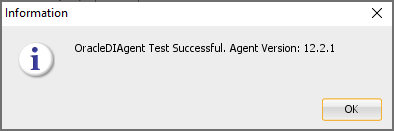 Information
OracleDIAgent Test Successful. Agent Version: 12.2.1
OK